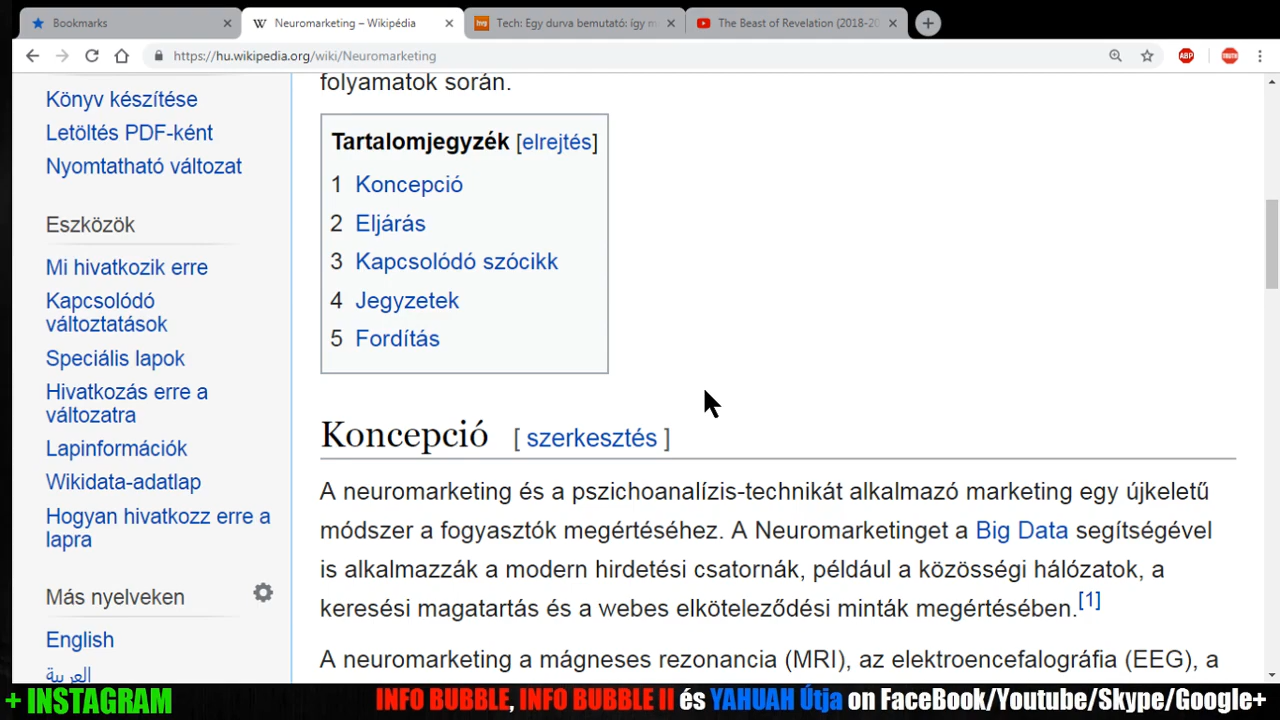 Bookmarks
Neuromarketing – Wikipédia
Tech: Egy durva bemutató: így
The Beast of Revelation (2018-20
https://hu.wikipedia.org/wiki/Neuromarketing
ABP
TRUTH
folyamatok során.
Könyv készítése
Letöltés PDF-ként
Nyomtatható változat
Eszközök
Mi hivatkozik erre
Kapcsolódó
változtatások
Speciális lapok
Hivatkozás erre a
változatra
Lapinformációk
Wikidata-adatlap
Hogyan hivatkozz erre a
lapra
Más nyelveken
English
العربية
Tartalomjegyzék [elrejtés]
1 Koncepció
2 Eljárás
3 Kapcsolódó szócikk
4 Jegyzetek
5 Fordítás
Koncepció [ szerkesztés ]
A neuromarketing és a pszichoanalízis-technikát alkalmazó marketing egy újkeletű
módszer a fogyasztók megértéséhez. A Neuromarketinget a Big Data segítségével
is alkalmazzák a modern hirdetési csatornák, például a közösségi hálózatok, a
keresési magatartás és a webes elköteleződési minták megértésében.[1]
A neuromarketing a mágneses rezonancia (MRI), az elektroencefalográfia (EEG), a
+ INSTAGRAM
INFO BUBBLE, INFO BUBBLE II és YAHUAH Útja on FaceBook/Youtube/Skype/Google+